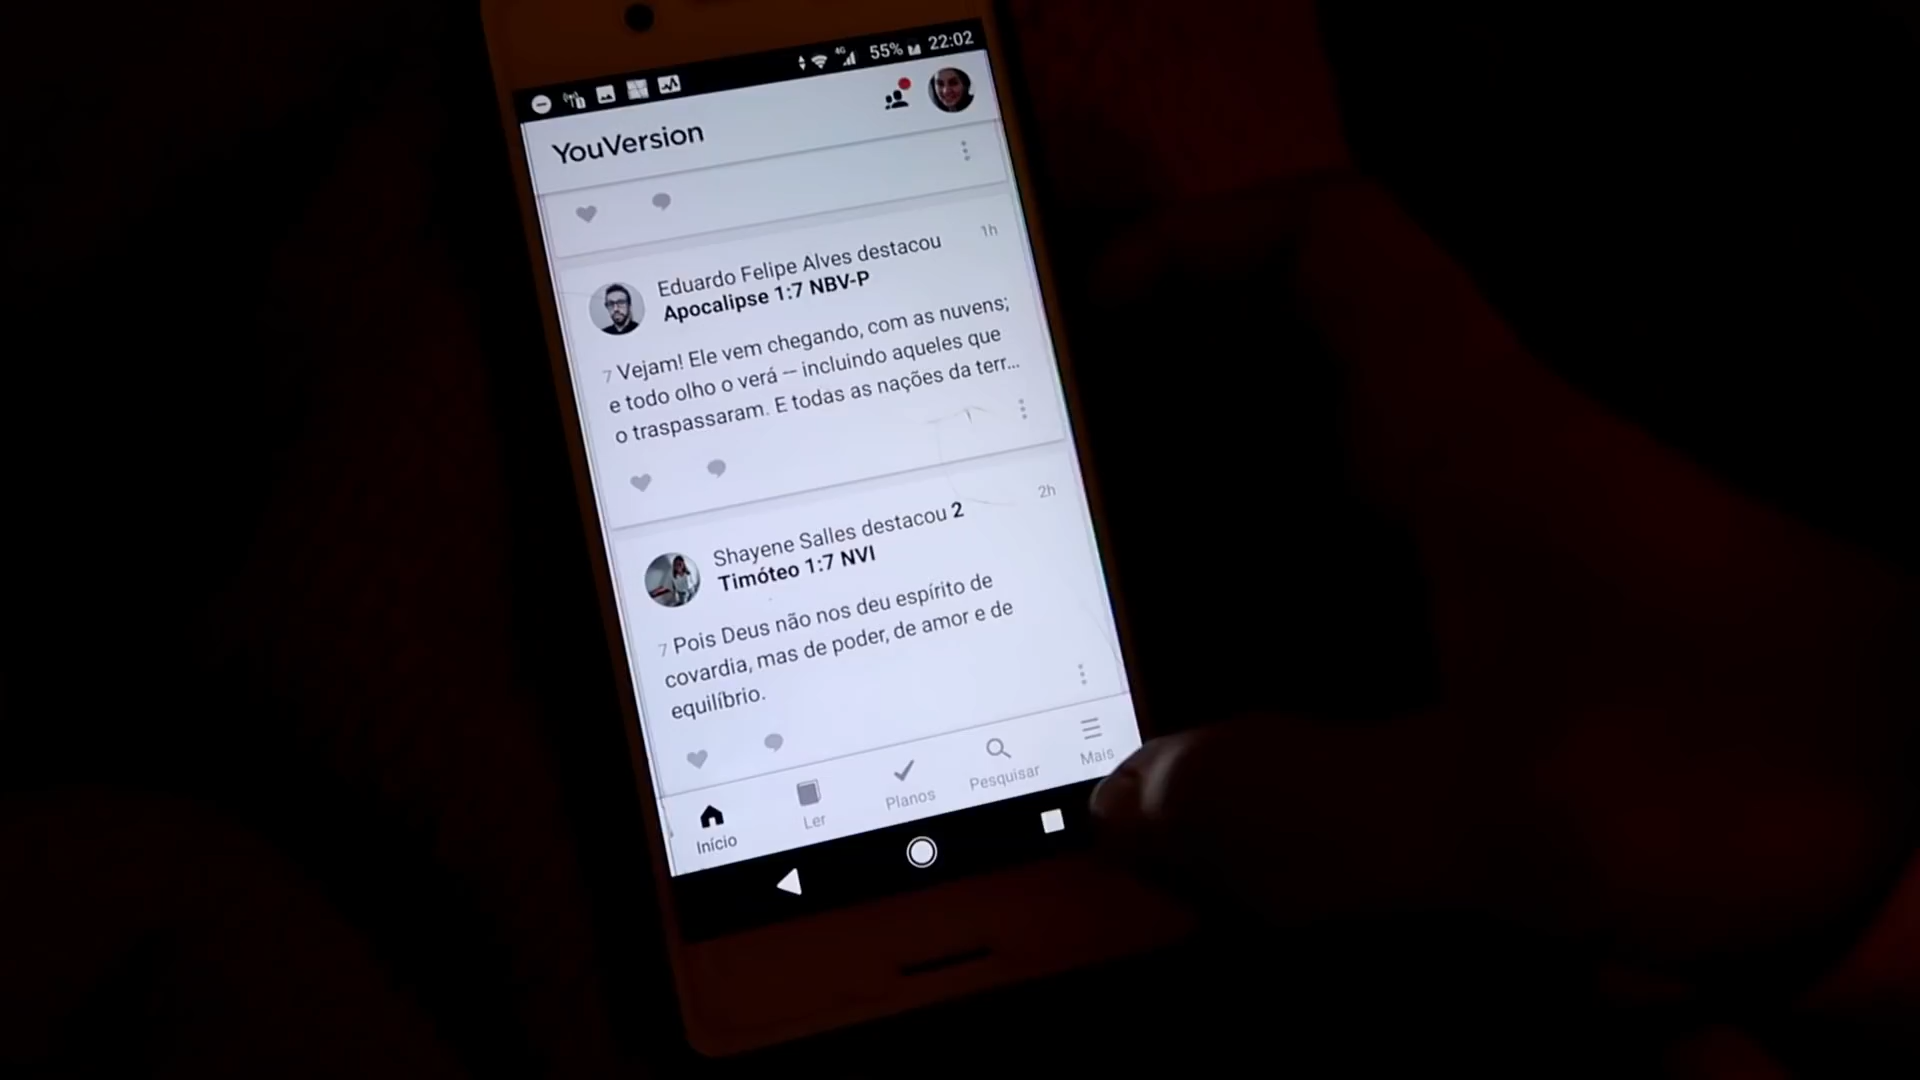 4G 55% 22:02
YouVersion
Eduardo Felipe Alves destacou 1h
Apocalipse 1:7 NBV-P
7 Vejam! Ele vem chegando, com as nuvens;
e todo olho o verá — incluindo aqueles que
o traspassaram. E todas as nações da terr...
Shayene Salles destacou 2 2h
Timóteo 1:7 NVI
7 Pois Deus não nos deu espírito de
covardia, mas de poder, de amor e de
equilíbrio.
Início Ler Planos Pesquisar Mais